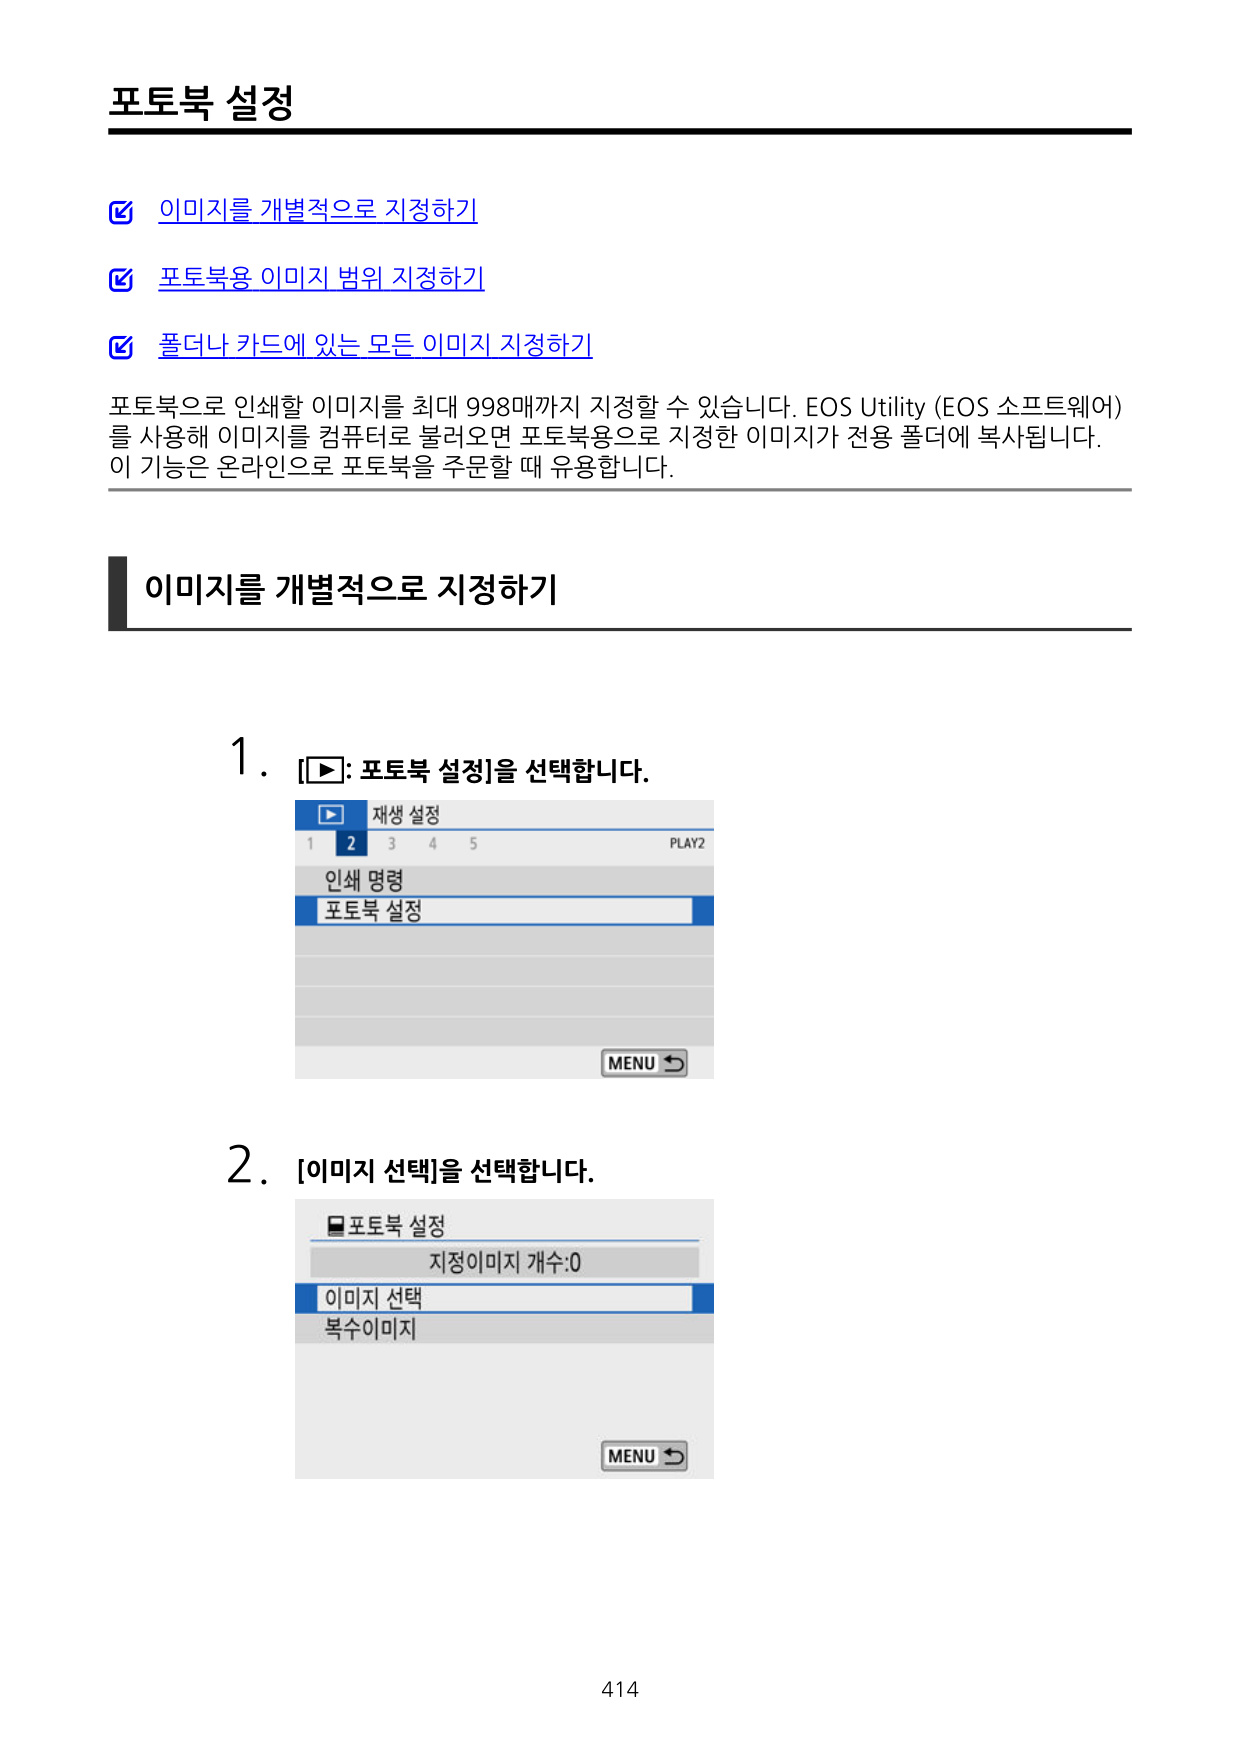 포토북 설정
이미지를 개별적으로 지정하기
포토북용 이미지 범위 지정하기
폴더나 카드에 있는 모든 이미지 지정하기
포토북으로 인쇄할 이미지를 최대 998매까지 지정할 수 있습니다. EOS Utility (EOS 소프트웨어)
를 사용해 이미지를 컴퓨터로 불러오면 포토북용으로 지정한 이미지가 전용 폴더에 복사됩니다.
이 기능은 온라인으로 포토북을 주문할 때 유용합니다.
이미지를 개별적으로 지정하기
1. [▶: 포토북 설정]을 선택합니다.
재생 설정
1 2 3 4 5 PLAY2
인쇄 명령
포토북 설정
MENU
2. [이미지 선택]을 선택합니다.
포토북 설정
지정이미지 개수:0
이미지 선택
복수이미지
MENU
414